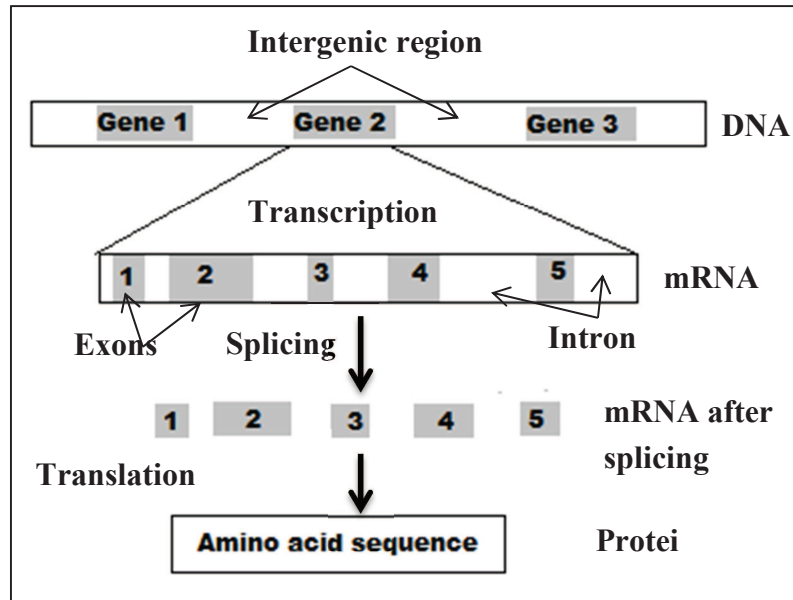 Intergenic region
Gene 1 Gene 2 Gene 3 DNA
Transcription
1 2 3 4 5 mRNA
Exons Splicing Intron
1 2 3 4 5 mRNA after
splicing
Translation
Amino acid sequence Protei